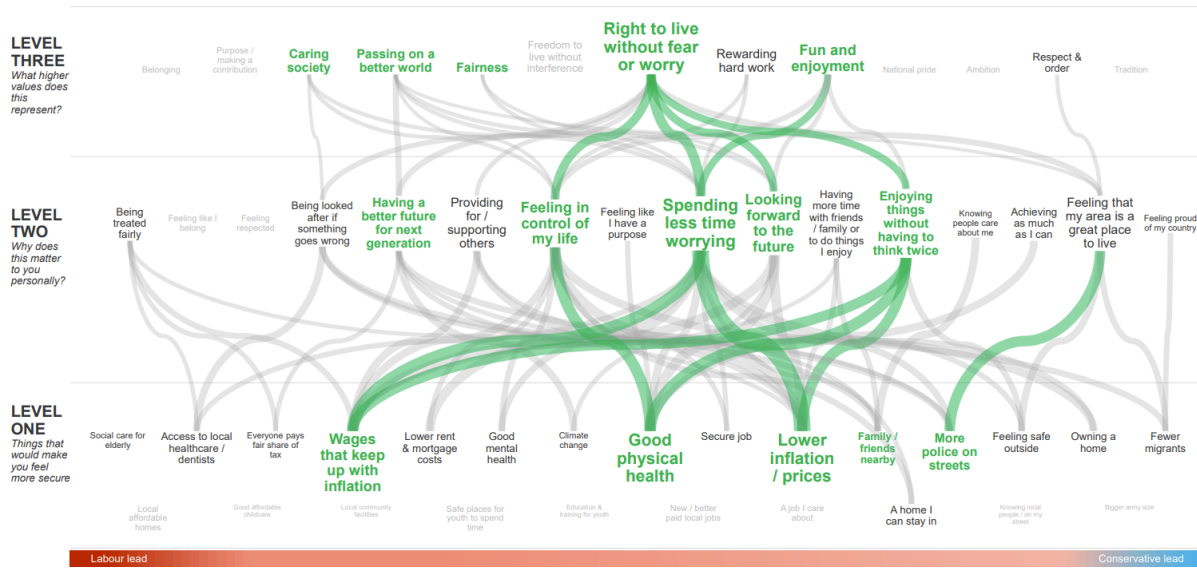 LEVEL
THREE
What higher
values does
this
represent?
Belonging
Purpose /
making a
contribution
Caring
society
Passing on a
better world
Fairness
Freedom to
live without
interference
Right to live
without fear
or worry
Rewarding
hard work
Fun and
enjoyment
National pride
Ambition
Respect &
order
Tradition
LEVEL
TWO
Why does
this matter
to you
personally?
Being
treated
fairly
Feeling like I
belong
Feeling
respected
Being looked
after if
something
goes wrong
Having a
better future
for next
generation
Providing
for /
supporting
others
Feeling in
control of
my life
Feeling like
I have a
purpose
Spending
less time
worrying
Looking
forward
to the
future
Having
more time
with friends
/ family or
to do things
I enjoy
Enjoying
things
without
having to
think twice
Knowing
people care
about me
Achieving
as much
as I can
Feeling that
my area is a
great place
to live
Feeling proud
of my country
LEVEL
ONE
Things that
would make
you feel
more secure
Social care for
elderly
Access to local
healthcare /
dentists
Everyone pays
fair share of
tax
Wages
that keep
up with
inflation
Lower rent
& mortgage
costs
Good
mental
health
Climate
change
Good
physical
health
Secure job
Lower
inflation
/ prices
Family /
friends
nearby
More
police on
streets
Feeling safe
outside
Owning a
home
Fewer
migrants
Local
affordable
homes
Good affordable
childcare
Local community
facilities
Safe places for
youth to spend
time
Education &
training for youth
New / better
paid local jobs
A job I care
about
A home I
can stay in
Knowing local
people / on my
street
Bigger army size
Labour lead
Conservative lead